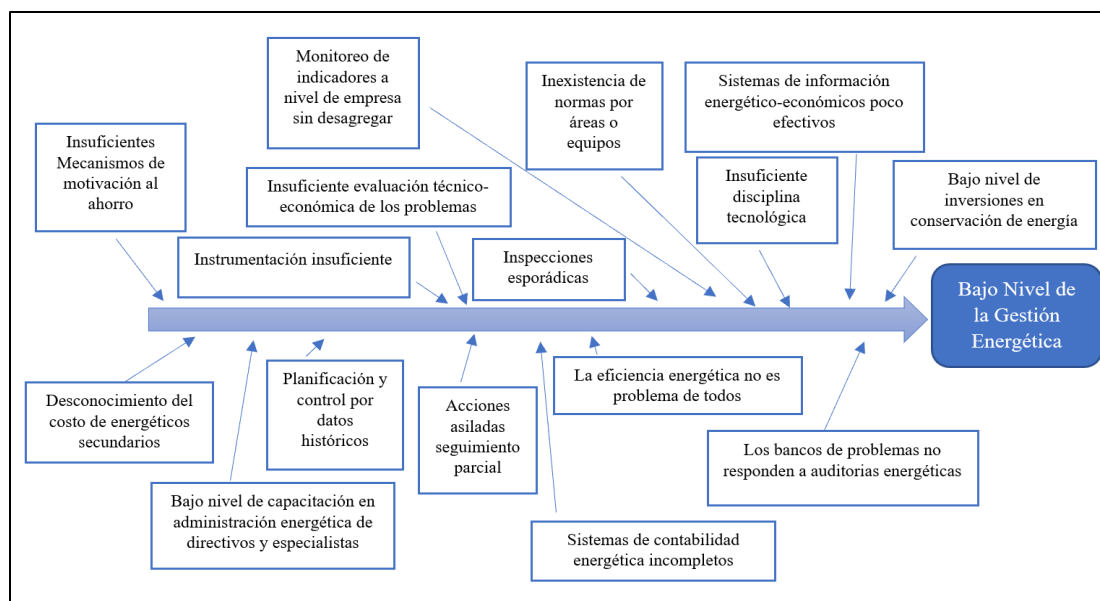 Monitoreo de
indicadores a
nivel de empresa
sin desagregar
Inexistencia de
normas por
áreas o
equipos
Sistemas de información
energético-económicos poco
efectivos
Insuficientes
Mecanismos de
motivación al
ahorro
Insuficiente evaluación técnico-
económica de los problemas
Insuficiente
disciplina
tecnológica
Bajo nivel de
inversiones en
conservación de energía
Instrumentación insuficiente
Inspecciones
esporádicas
Bajo Nivel de
la Gestión
Energética
Desconocimiento del
costo de energéticos
secundarios
Planificación y
control por
datos
históricos
Acciones
asiladas
seguimiento
parcial
La eficiencia energética no es
problema de todos
Los bancos de problemas no
responden a auditorias energéticas
Bajo nivel de capacitación en
administración energética de
directivos y especialistas
Sistemas de contabilidad
energética incompletos